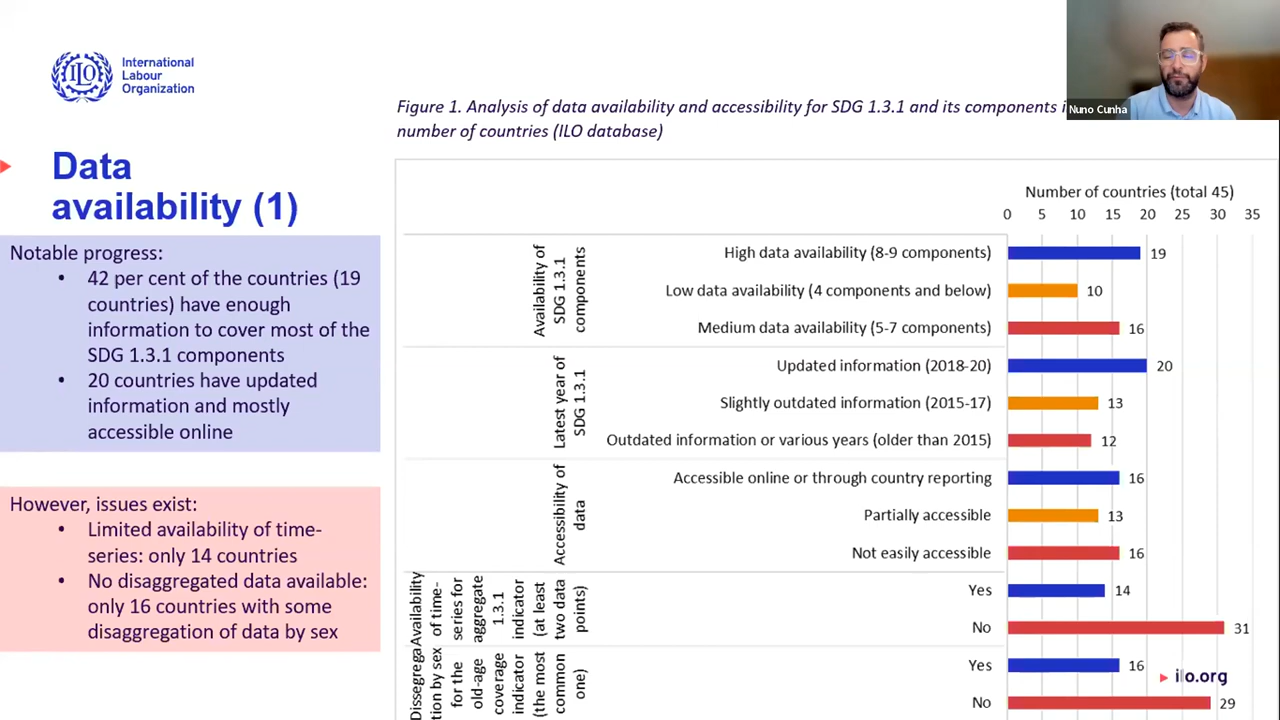 International
Labour
Organization
Data
availability (1)
Notable progress:
• 42 per cent of the countries (19
countries) have enough
information to cover most of the
SDG 1.3.1 components
• 20 countries have updated
information and mostly
accessible online
However, issues exist:
• Limited availability of time-
series: only 14 countries
• No disaggregated data available:
only 16 countries with some
disaggregation of data by sex
Figure 1. Analysis of data availability and accessibility for SDG 1.3.1 and its components
number of countries (ILO database)
Nuno Cunha
Number of countries (total 45)
0 5 10 15 20 25 30 35
Availability of
SDG 1.3.1
components
High data availability (8-9 components) 19
Low data availability (4 components and below) 10
Medium data availability (5-7 components) 16
Latest year of
SDG 1.3.1
Updated information (2018-20) 20
Slightly outdated information (2015-17) 13
Outdated information or various years (older than 2015) 12
Accessibility of
data
Accessible online or through country reporting 16
Partially accessible 13
Not easily accessible 16
Availability
of time-
series for
aggregate
1.3.1
indicator
(at least
two data
points)
Yes 14
No 31
Dissegrega
tion by sex
for the
old-age
coverage
indicator
(the most
common
one)
Yes 16
No 29
ilo.org